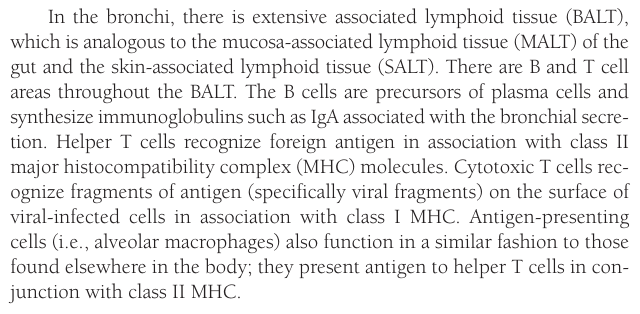 In the bronchi, there is extensive associated lymphoid tissue (BALT),
which is analogous to the mucosa-associated lymphoid tissue (MALT) of the
gut and the skin-associated lymphoid tissue (SALT). There are B and T cell
areas throughout the BALT. The B cells are precursors of plasma cells and
synthesize immunoglobulins such as IgA associated with the bronchial secre-
tion. Helper T cells recognize foreign antigen in association with class II
major histocompatibility complex (MHC) molecules. Cytotoxic T cells rec-
ognize fragments of antigen (specifically viral fragments) on the surface of
viral-infected cells in association with class I MHC. Antigen-presenting
cells (i.e., alveolar macrophages) also function in a similar fashion to those
found elsewhere in the body; they present antigen to helper T cells in con-
junction with class II MHC.